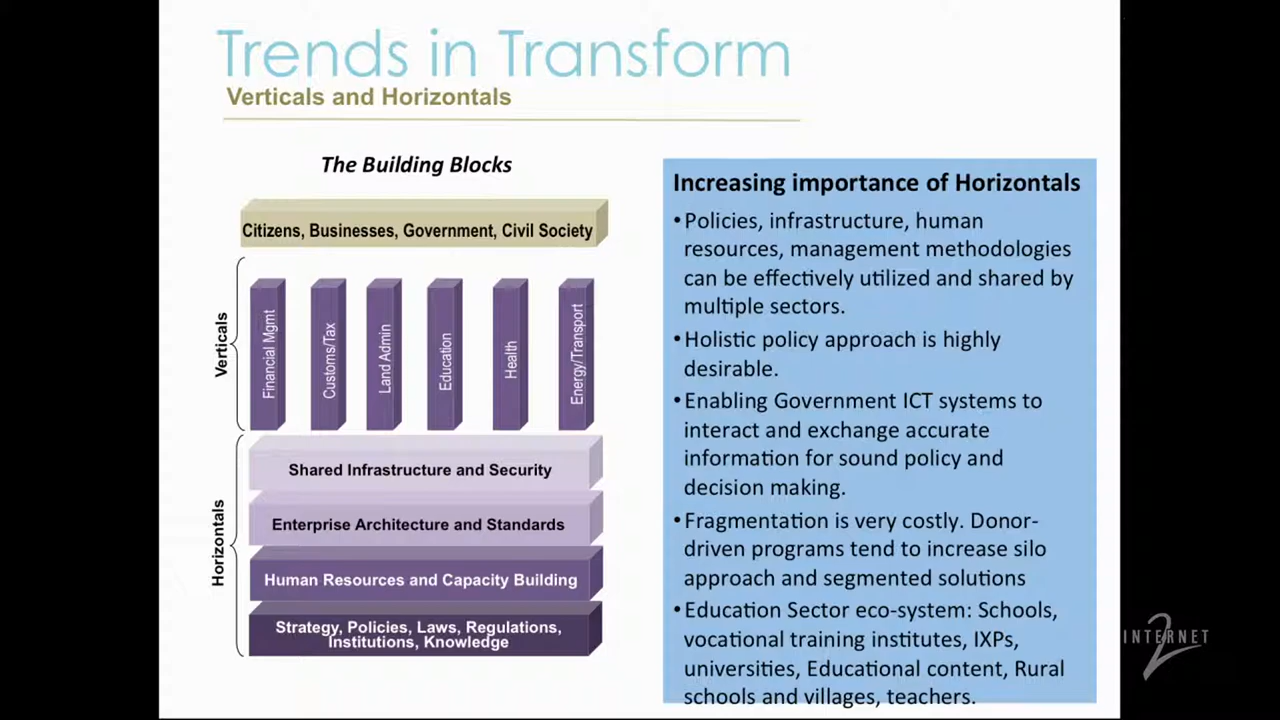 Trends in Transform
Verticals and Horizontals
The Building Blocks
Citizens, Businesses, Government, Civil Society
Verticals
Financial Mgmt
Customs/Tax
Land Admin
Education
Health
Energy/Transport
Horizontals
Shared Infrastructure and Security
Enterprise Architecture and Standards
Human Resources and Capacity Building
Strategy, Policies, Laws, Regulations,
Institutions, Knowledge
Increasing importance of Horizontals
•Policies, infrastructure, human
resources, management methodologies
can be effectively utilized and shared by
multiple sectors.
•Holistic policy approach is highly
desirable.
•Enabling Government ICT systems to
interact and exchange accurate
information for sound policy and
decision making.
•Fragmentation is very costly. Donor-
driven programs tend to increase silo
approach and segmented solutions
•Education Sector eco-system: Schools,
vocational training institutes, IXPs,
universities, Educational content, Rural
schools and villages, teachers.
INTERNET
2